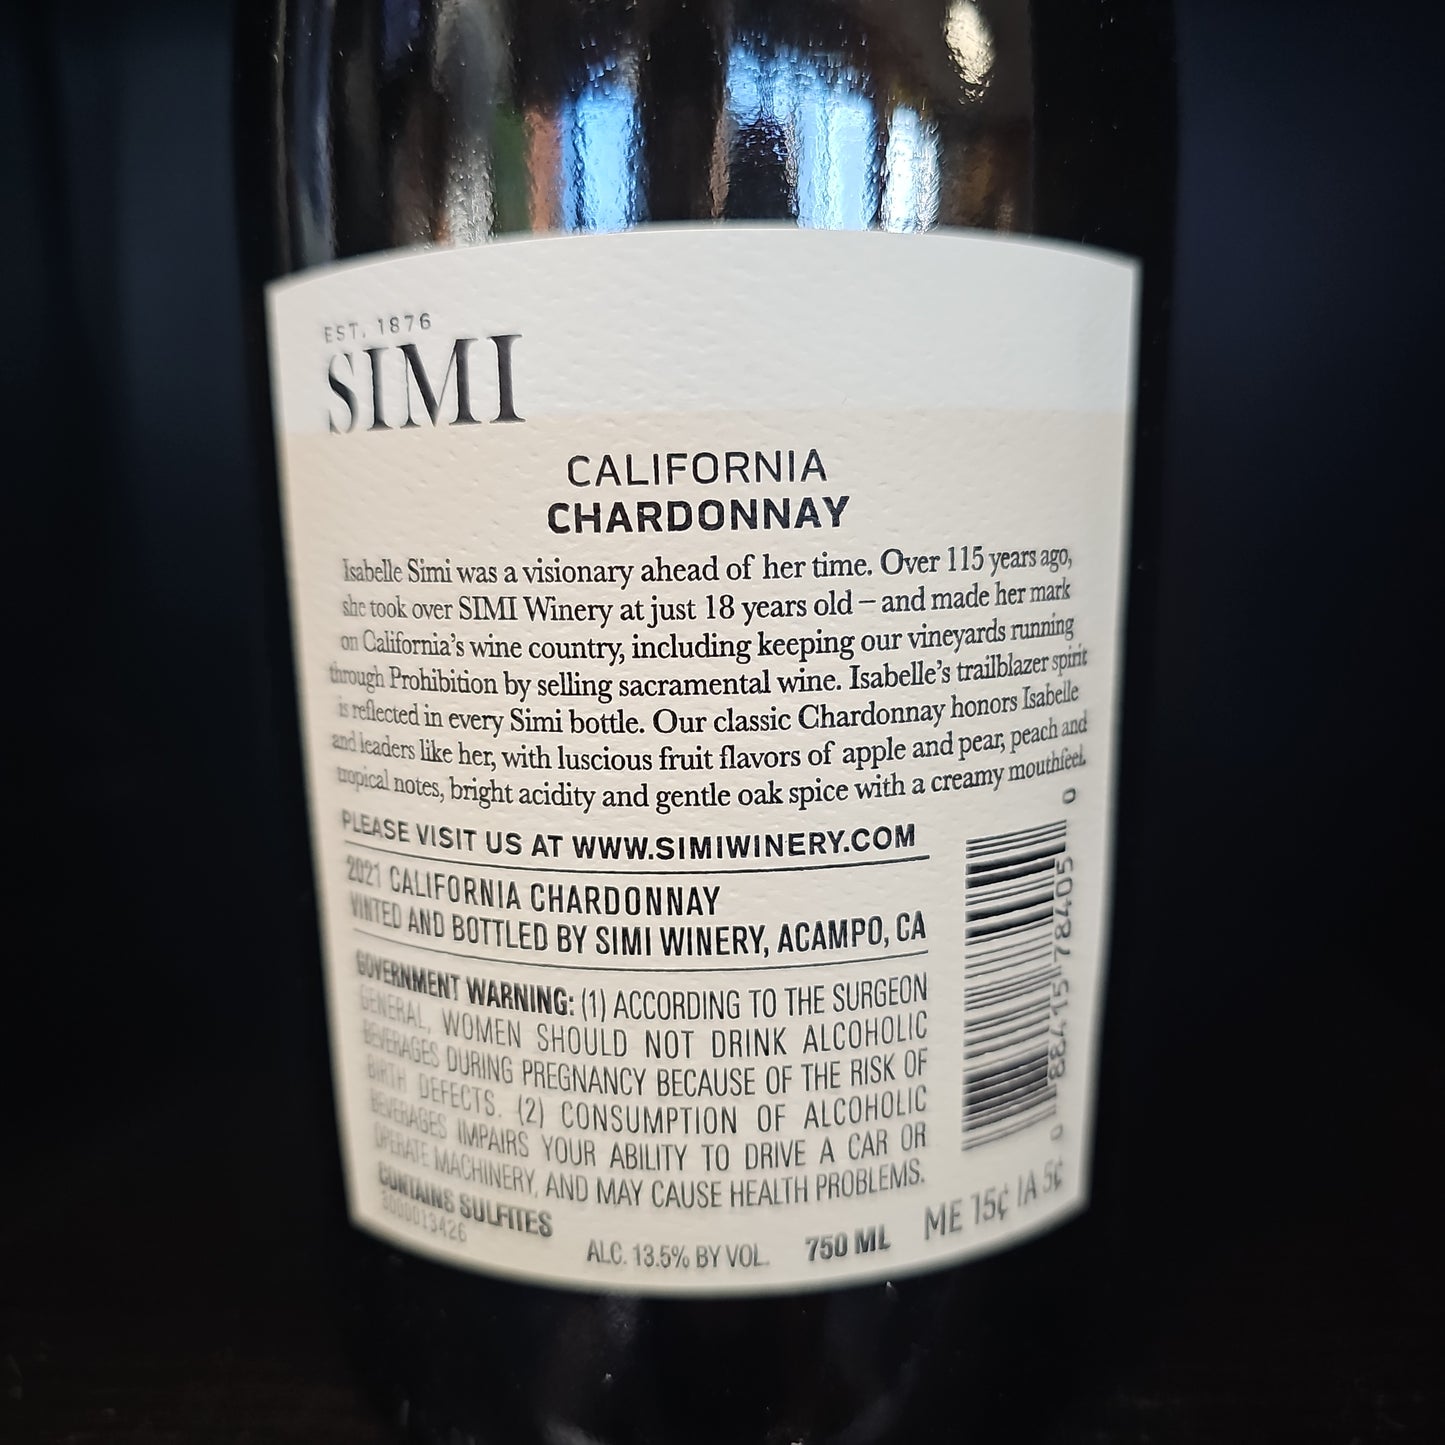 EST. 1876
SIMI
CALIFORNIA
CHARDONNAY
Isabelle Simi was a visionary ahead of her time. Over 115 years ago,
she took over SIMI Winery at just 18 years old – and made her mark
on California's wine country, including keeping our vineyards running
through Prohibition by selling sacramental wine. Isabelle's trailblazer spirit
is reflected in every Simi bottle. Our classic Chardonnay honors Isabelle
and leaders like her, with luscious fruit flavors of apple and pear, peach and
tropical notes, bright acidity and gentle oak spice with a creamy mouthfeel.
PLEASE VISIT US AT WWW.SIMIWINERY.COM
2021 CALIFORNIA CHARDONNAY
VINTED AND BOTTLED BY SIMI WINERY, ACAMPO, CA
GOVERNMENT WARNING: (1) ACCORDING TO THE SURGEON
GENERAL, WOMEN SHOULD NOT DRINK ALCOHOLIC
BEVERAGES DURING PREGNANCY BECAUSE OF THE RISK OF
BIRTH DEFECTS. (2) CONSUMPTION OF ALCOHOLIC
BEVERAGES IMPAIRS YOUR ABILITY TO DRIVE A CAR OR
OPERATE MACHINERY, AND MAY CAUSE HEALTH PROBLEMS.
CONTAINS SULFITES
3000013426
ALC. 13.5% BY VOL.
750 ML
ME 15¢ IA 5¢
0 88415 78405 0